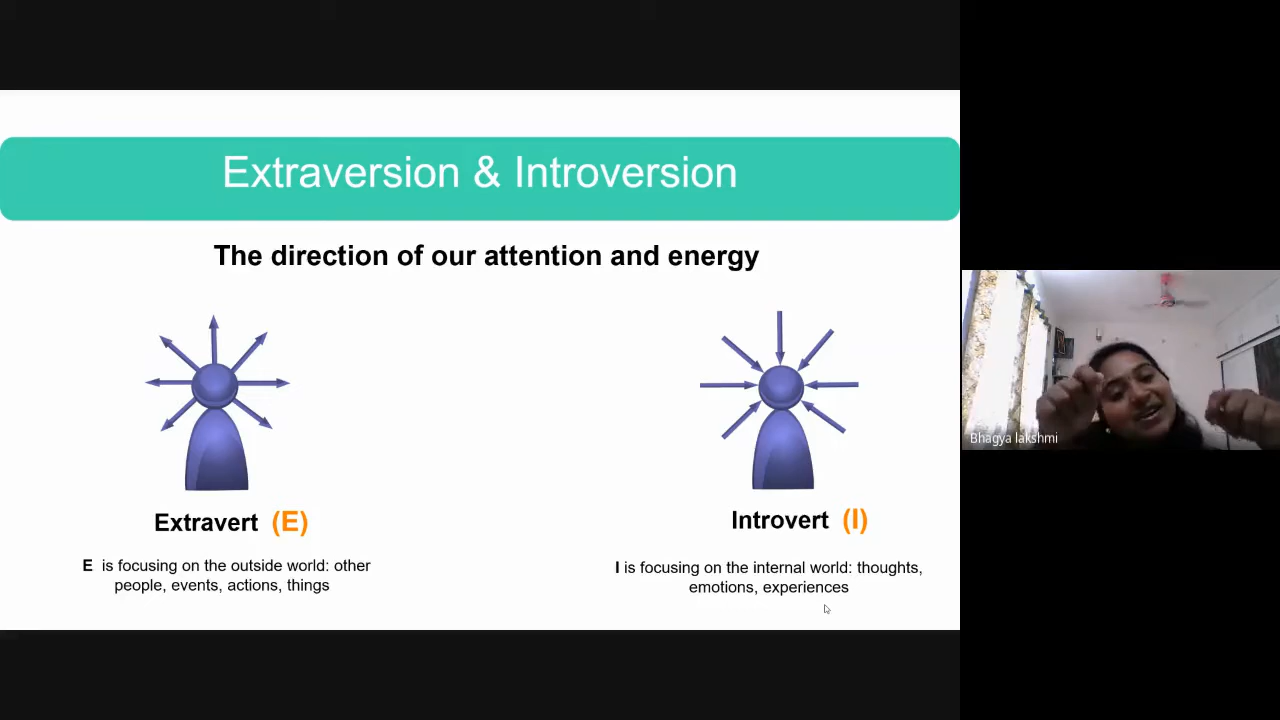 Extraversion & Introversion
The direction of our attention and energy
Extravert (E)
E is focusing on the outside world: other
people, events, actions, things
Introvert (I)
I is focusing on the internal world: thoughts,
emotions, experiences
Bhagya lakshmi